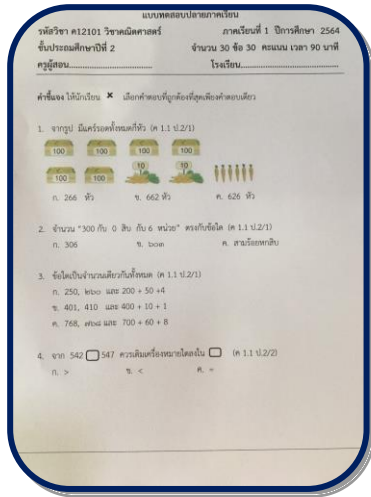 แบบทดสอบปลายภาคเรียน
รหัสวิชา ค12101 วิชาคณิตศาสตร์ ภาคเรียนที่ 1 ปีการศึกษา 2564
ชั้นประถมศึกษาปีที่ 2 จำนวน 30 ข้อ 30 คะแนน เวลา 90 นาที
ครูผู้สอน........................ โรงเรียน........................
คำชี้แจง ให้นักเรียน × เลือกคำตอบที่ถูกต้องที่สุดเพียงคำตอบเดียว
1. จากรูป มีแครอททั้งหมดกี่หัว (ค 1.1 ป.2/1)
100 100 100 100
100 100 10 10
ก. 266 หัว ข. 662 หัว ค. 626 หัว
2. จำนวน "300 กับ 0 สิบ กับ 6 หน่วย" ตรงกับข้อใด (ค 1.1 ป.2/1)
ก. 306 ข. ๖๐๓ ค. สามร้อยหกสิบ
3. ข้อใดเป็นจำนวนเดียวกันทั้งหมด (ค 1.1 ป.2/1)
ก. 250, ๒๖๐ และ 200 + 50 +4
ข. 401, 410 และ 400 + 10 + 1
ค. 768, ๗๖๘ และ 700 + 60 + 8
4. จาก 542 547 ควรเติมเครื่องหมายใดลงใน (ค 1.1 ป.2/2)
ก. > ข. < ค. =